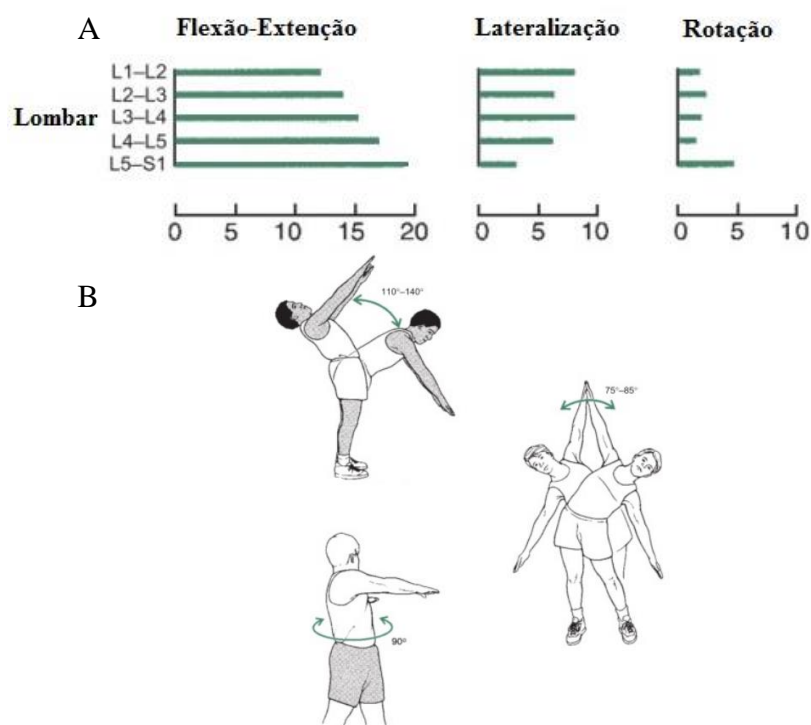 A
Flexão-Extenção Lateralização Rotação
Lombar
L1–L2
L2–L3
L3–L4
L4–L5
L5–S1
0 5 10 15 20 0 5 10 0 5 10
B
110°–140°
75°–85°
90°